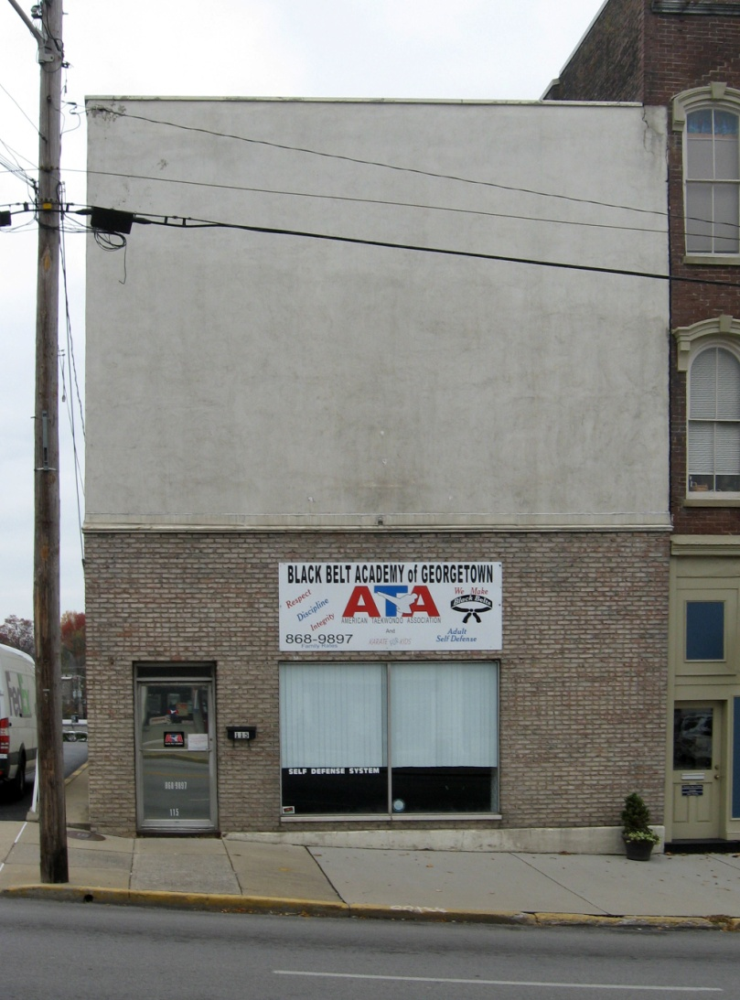 BLACK BELT ACADEMY of GEORGETOWN
Respect
Discipline
Integrity
ATA
AMERICAN TAEKWONDO ASSOCIATION
We Make
Black Belts
868-9897
Family Rates
And
KARATE for KIDS
Adult
Self Defense
FedEx
115
ATA
868-9897
115
SELF DEFENSE SYSTEM